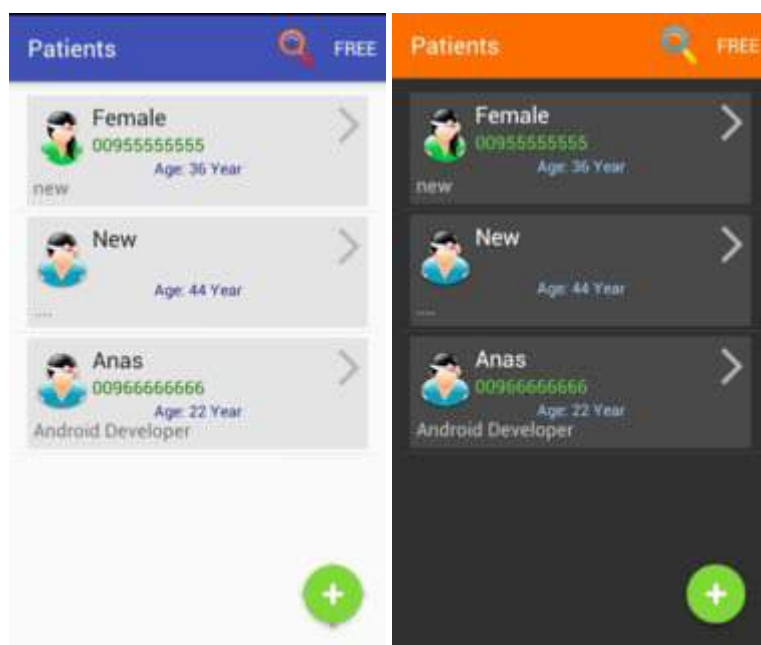 Patients
FREE
Female
00955555555
Age: 36 Year
new
New
Age: 44 Year
....
Anas
00966666666
Age: 22 Year
Android Developer
Patients
FREE
Female
00955555555
Age: 36 Year
new
New
Age: 44 Year
....
Anas
00966666666
Age: 22 Year
Android Developer